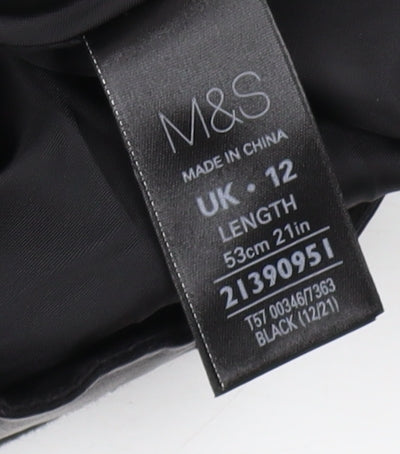 M&S
MADE IN CHINA
UK · 12
LENGTH
53cm 21in
21390951
T57 00346/7363
BLACK (12/21)